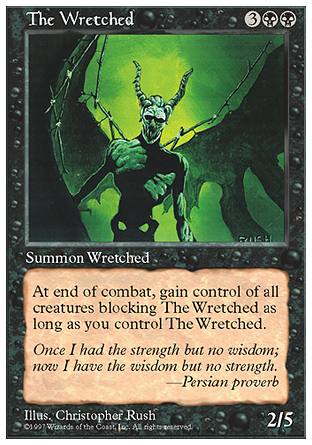 The Wretched 3
RUSH
Summon Wretched
At end of combat, gain control of all
creatures blocking The Wretched as
long as you control The Wretched.
Once I had the strength but no wisdom;
now I have the wisdom but no strength.
—Persian proverb
Illus. Christopher Rush
©1997 Wizards of the Coast, Inc. All rights reserved.
2/5